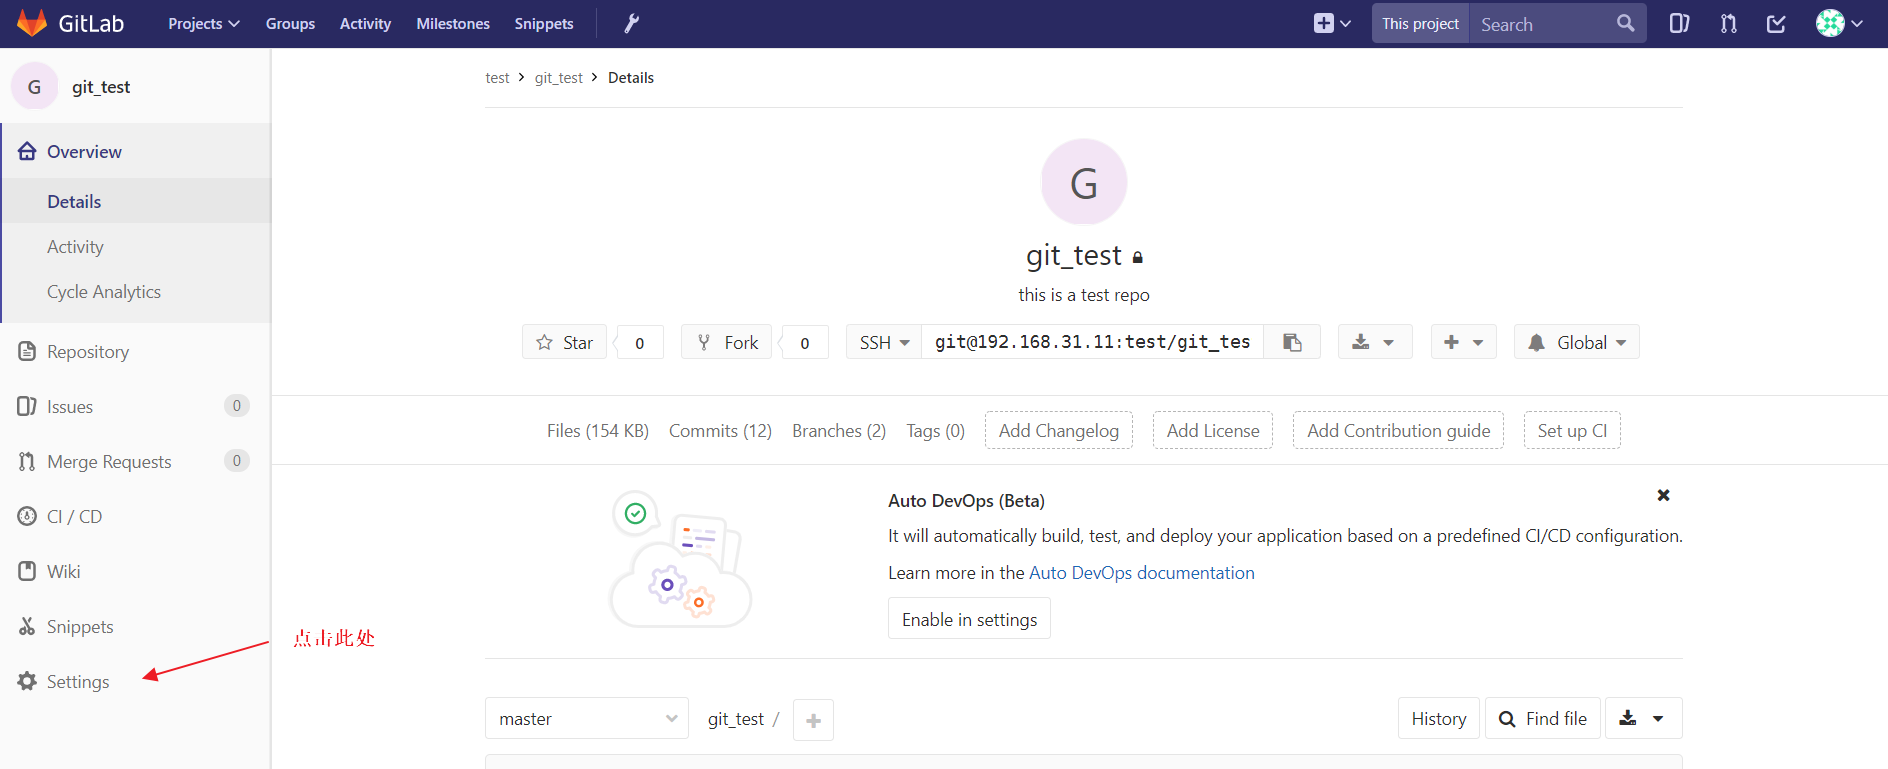 GitLab Projects Groups Activity Milestones Snippets This project Search
G git_test
Overview
Details
Activity
Cycle Analytics
Repository
Issues 0
Merge Requests 0
CI / CD
Wiki
Snippets
Settings
点击此处
test > git_test > Details
G
git_test
this is a test repo
Star 0 Fork 0 SSH git@192.168.31.11:test/git_tes Global
Files (154 KB) Commits (12) Branches (2) Tags (0) Add Changelog Add License Add Contribution guide Set up CI
Auto DevOps (Beta)
It will automatically build, test, and deploy your application based on a predefined CI/CD configuration.
Learn more in the Auto DevOps documentation
Enable in settings
master git_test / + History Find file